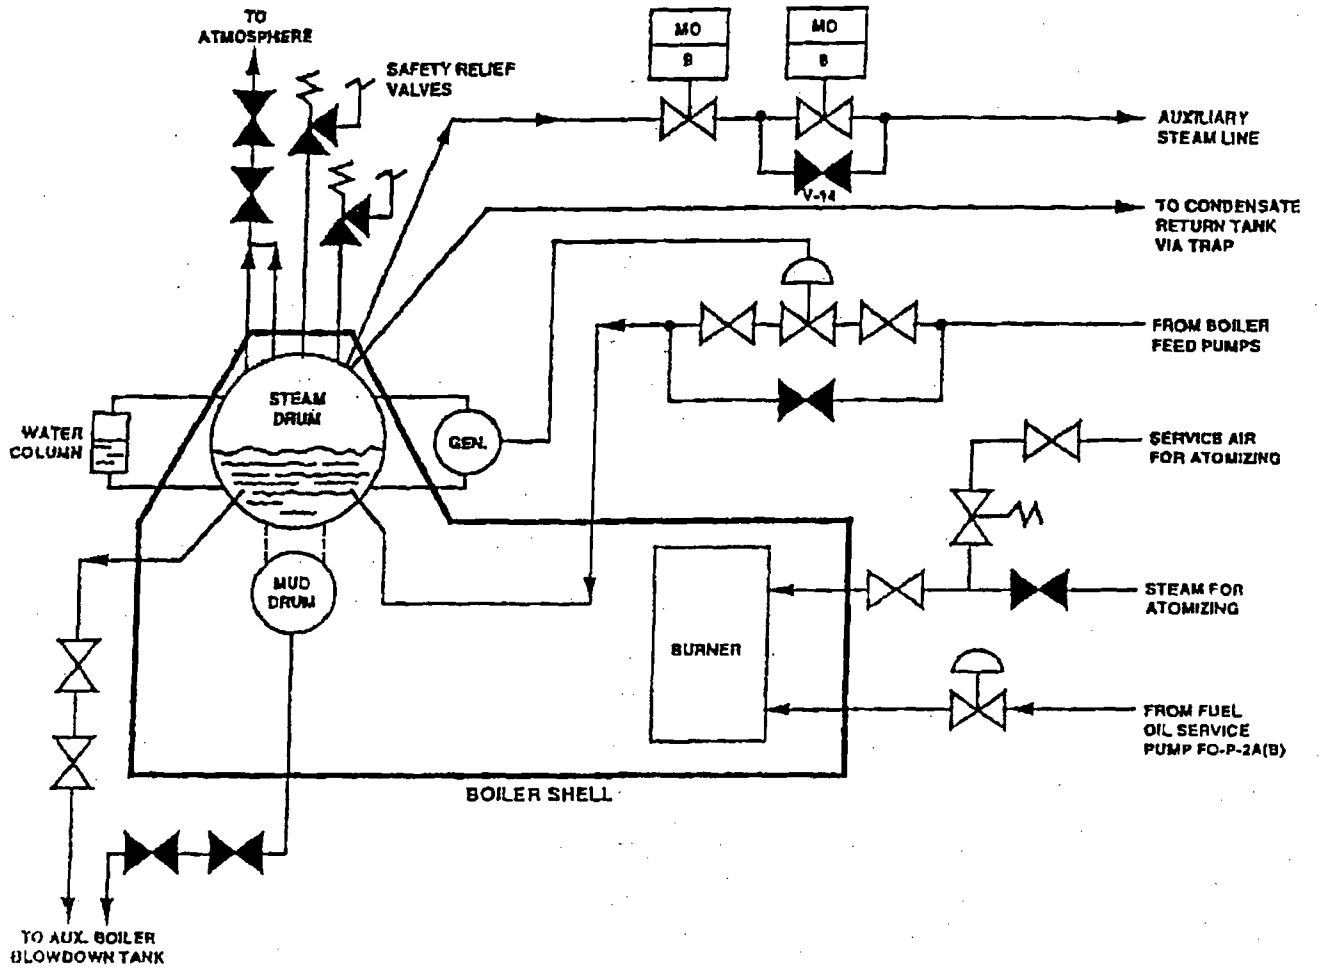 TO
ATMOSPHERE
SAFETY RELIEF
VALVES
MO
9
MO
8
AUXILIARY
STEAM LINE
V-14
TO CONDENSATE
RETURN TANK
VIA TRAP
FROM BOILER
FEED PUMPS
STEAM
DRUM
WATER
COLUMN
GEN.
SERVICE AIR
FOR ATOMIZING
MUD
DRUM
STEAM FOR
ATOMIZING
BURNER
FROM FUEL
OIL SERVICE
PUMP FO-P-2A(B)
BOILER SHELL
TO AUX. BOILER
BLOWDOWN TANK